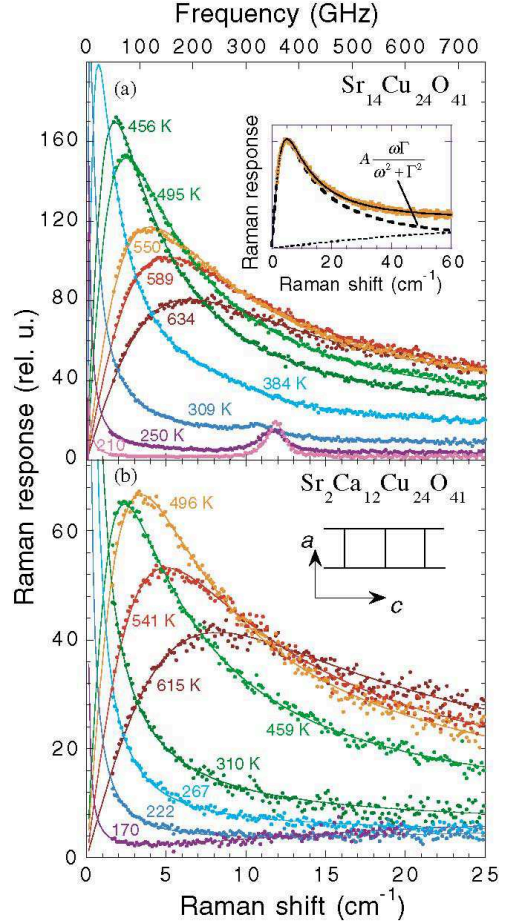 Frequency (GHz)
0 100 200 300 400 500 600 700
(a)
Sr14Cu24O41
160
120
80
40
0
456 K
495 K
550
589
634
384 K
309 K
250 K
210
Raman response
A ωΓ / ω² + Γ²
0 20 40 60
Raman shift (cm-1)
Raman response (rel. u.)
(b)
Sr2Ca12Cu24O41
60
40
20
0
496 K
a
c
541 K
615 K
459 K
310 K
267
222
170
0 5 10 15 20 25
Raman shift (cm-1)